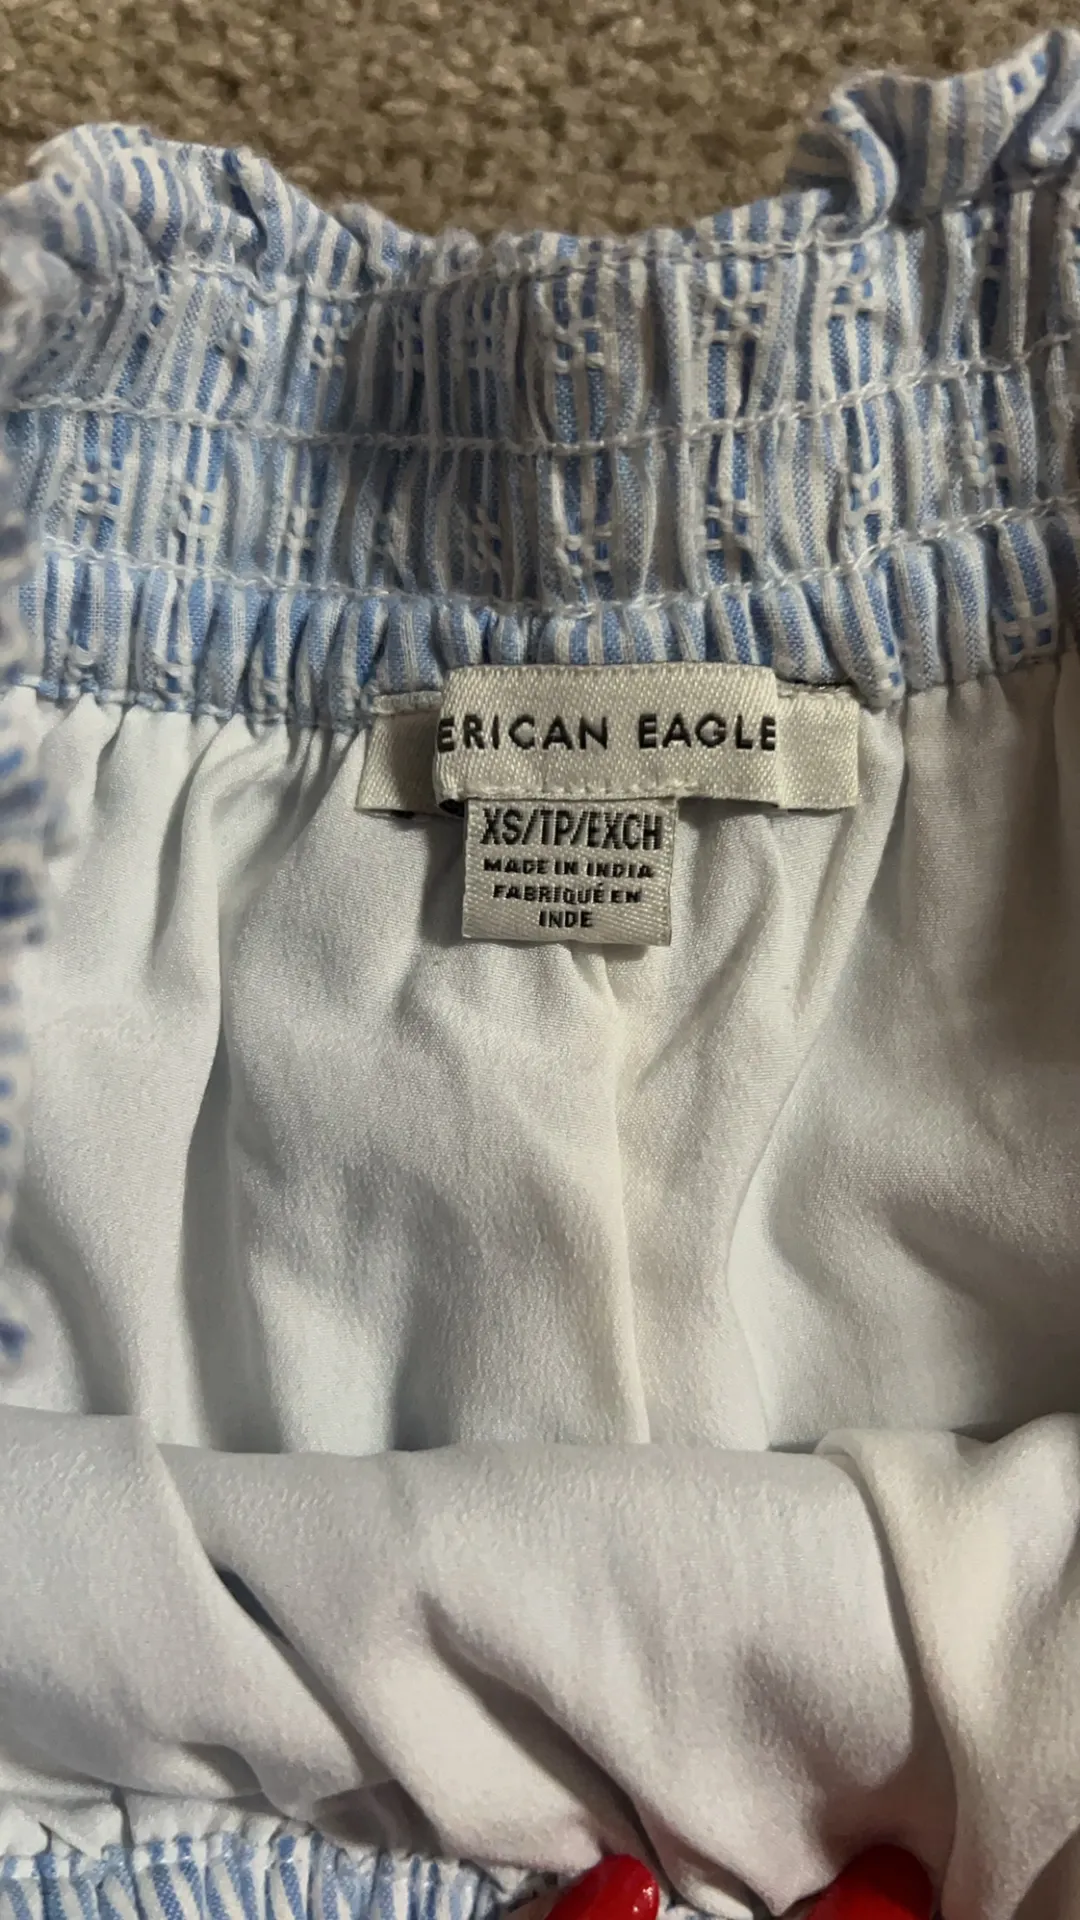 ERICAN EAGLE
XS/TP/EXCH
MADE IN INDIA
FABRIQUÉ EN
INDE